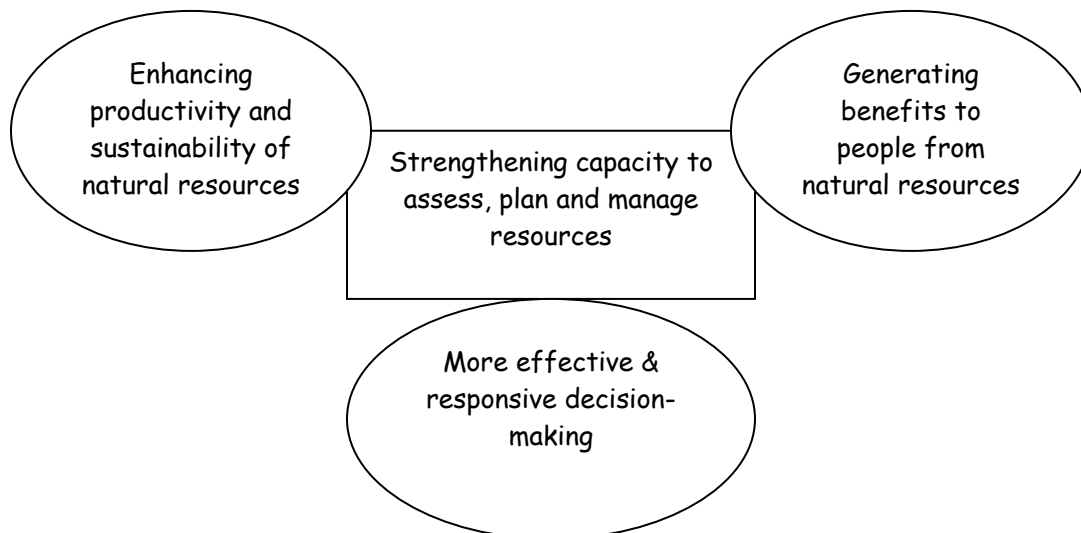 Enhancing
productivity and
sustainability of
natural resources
Generating
benefits to
people from
natural resources
Strengthening capacity to
assess, plan and manage
resources
More effective &
responsive decision-
making